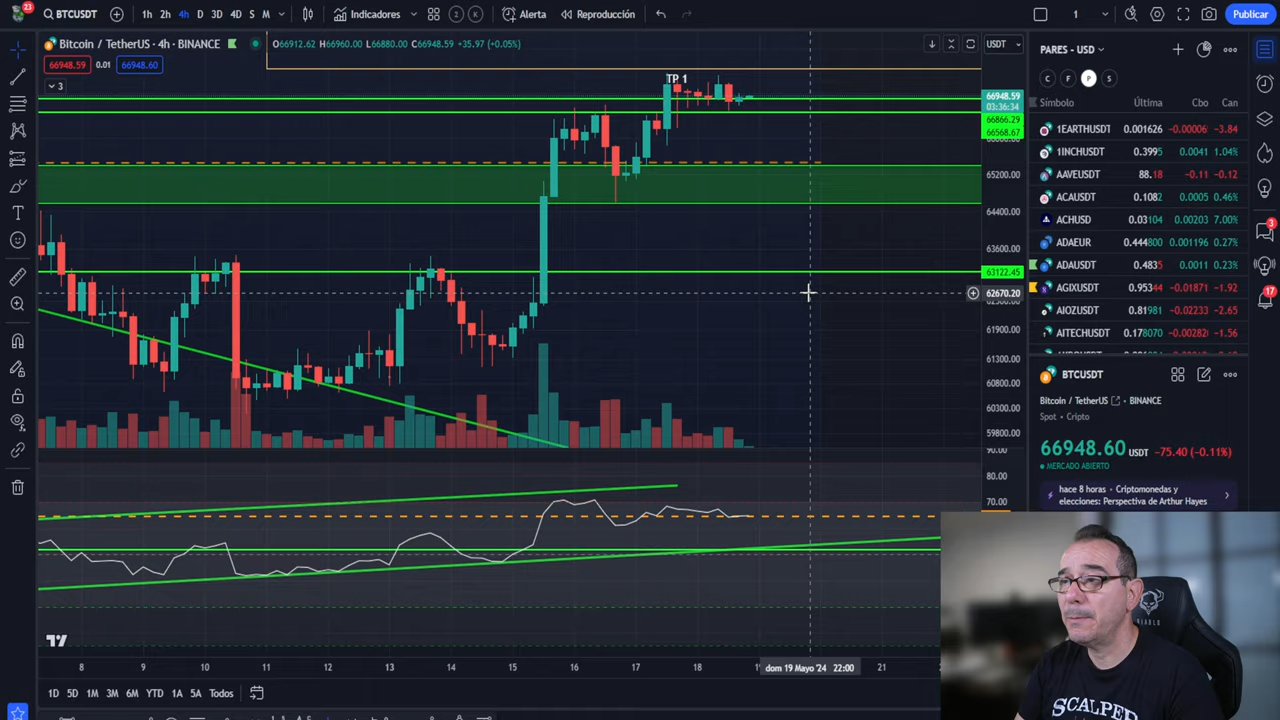 23
BTCUSDT
1h 2h 4h D 3D 4D S M
Indicadores
2
K
Alerta
Reproducción
1
Publicar
Bitcoin / TetherUS · 4h · BINANCE
O66912.62 H66960.00 L66880.00 C66948.59 +35.97 (+0.05%)
USDT
66948.59 0.01 66948.60
3
TP 1
66948.59
03:36:34
66866.29
66568.67
65200.00
64400.00
63600.00
63122.45
62670.20
61900.00
61300.00
60800.00
60300.00
59800.00
90.00
80.00
70.00
8 9 10 11 12 13 14 15 16 17 18 dom 19 Mayo '24 22:00 21
1D 5D 1M 3M 6M YTD 1A 5A Todos
PARES - USD
C F P S
Símbolo Última Cbo Can
1EARTHUSDT 0.001626 -0.00006 -3.84
1INCHUSDT 0.3995 0.0041 1.04%
AAVEUSDT 88.18 -0.11 -0.12
ACAUSDT 0.1082 0.0005 0.46%
ACHUSD 0.03104 0.00203 7.00%
ADAEUR 0.444800 0.001196 0.27%
ADAUSDT 0.4835 0.0011 0.23%
AGIXUSDT 0.95344 -0.01871 -1.92
AIOZUSDT 0.81981 -0.02233 -2.65
AITECHUSDT 0.178070 -0.00282 -1.56
BTCUSDT
Bitcoin / TetherUS · BINANCE
Spot · Cripto
66948.60 USDT -75.40 (-0.11%)
MERCADO ABIERTO
hace 8 horas · Criptomonedas y
elecciones: Perspectiva de Arthur Hayes
3
17
DIABLO
SCALPED